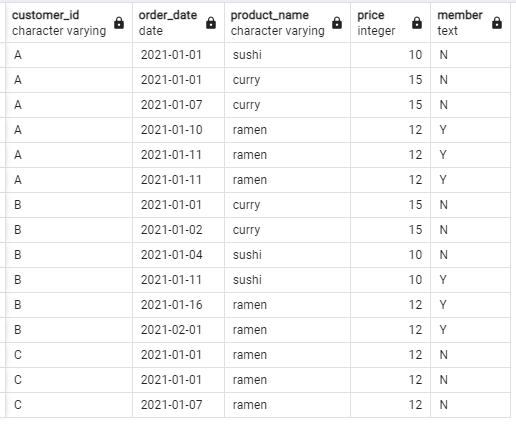 customer_id order_date product_name price member
character varying date character varying integer text
A 2021-01-01 sushi 10 N
A 2021-01-01 curry 15 N
A 2021-01-07 curry 15 N
A 2021-01-10 ramen 12 Y
A 2021-01-11 ramen 12 Y
A 2021-01-11 ramen 12 Y
B 2021-01-01 curry 15 N
B 2021-01-02 curry 15 N
B 2021-01-04 sushi 10 N
B 2021-01-11 sushi 10 Y
B 2021-01-16 ramen 12 Y
B 2021-02-01 ramen 12 Y
C 2021-01-01 ramen 12 N
C 2021-01-01 ramen 12 N
C 2021-01-07 ramen 12 N